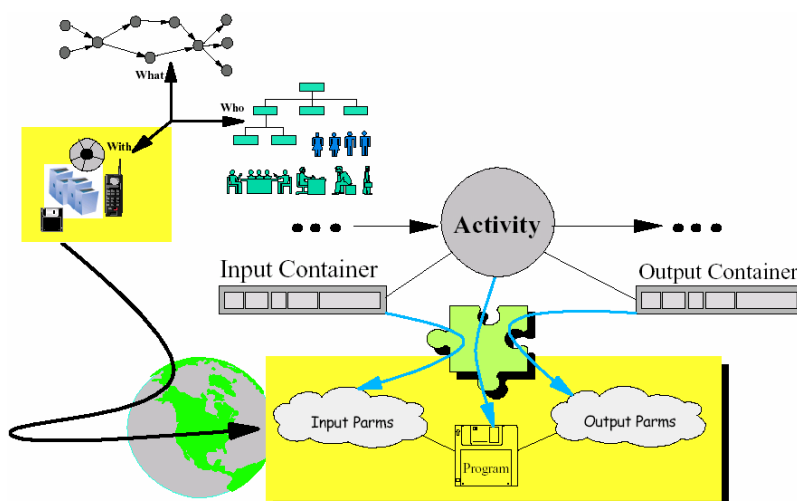 What
Who
With
Activity
Input Container
Output Container
Input Parms
Output Parms
Program